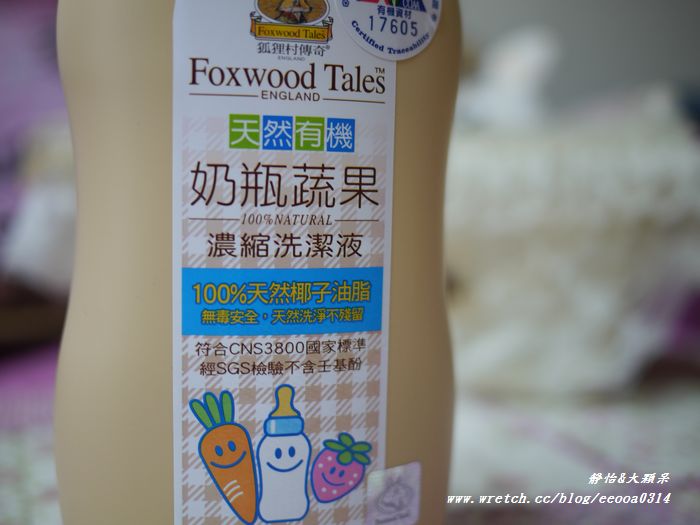 Foxwood Tales
狐狸村傳奇®
ENGLAND
Foxwood Tales™
ENGLAND
有機資材
17605
Certified Traceability
天然有機
奶瓶蔬果
100%NATURAL
濃縮洗潔液
100%天然椰子油脂
無毒安全，天然洗淨不殘留
符合CNS3800國家標準
經SGS檢驗不含壬基酚
靜怡&大顆呆
www.wretch.cc/blog/eeooa0314